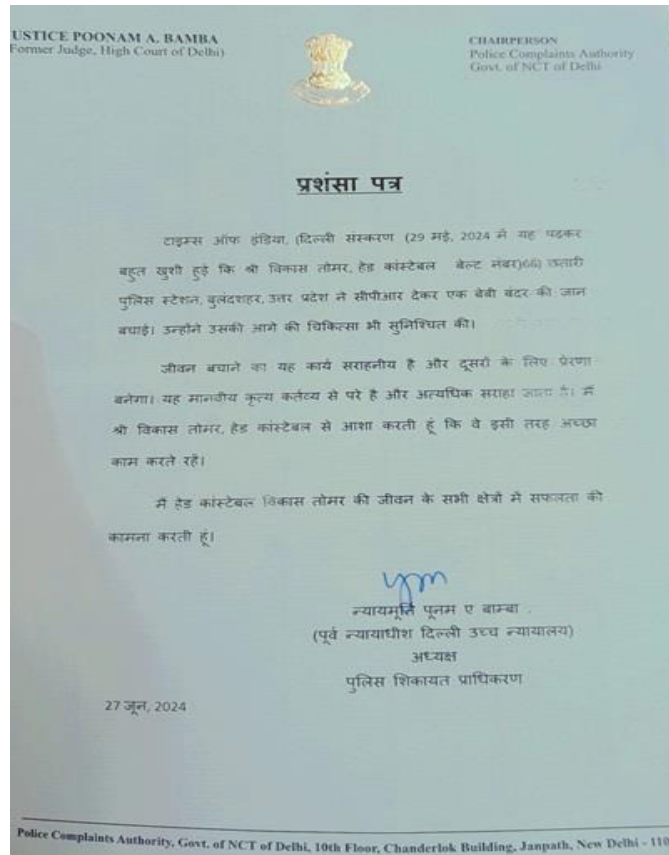 USTICE POONAM A. BAMBA
Former Judge, High Court of Delhi)
CHAIRPERSON
Police Complaints Authority
Govt. of NCT of Delhi
प्रशंसा पत्र
टाइम्स ऑफ इंडिया, (दिल्ली संस्करण (29 मई, 2024 में यह पढ़कर
बहुत खुशी हुई कि श्री विकास तोमर, हेड कांस्टेबल बेल्ट नंबर)66) छतारी
पुलिस स्टेशन, बुलंदशहर, उत्तर प्रदेश ने सीपीआर देकर एक बेबी बंदर की जान
बचाई। उन्होंने उसकी आगे की चिकित्सा भी सुनिश्चित की।
जीवन बचाने का यह कार्य सराहनीय है और दूसरों के लिए प्रेरणा
बनेगा। यह मानवीय कृत्य कर्तव्य से परे है और अत्यधिक सराहा जाता है। मैं
श्री विकास तोमर, हेड कांस्टेबल से आशा करती हूं कि वे इसी तरह अच्छा
काम करते रहें।
मैं हेड कांस्टेबल विकास तोमर की जीवन के सभी क्षेत्रों में सफलता की
कामना करती हूं।
न्यायमूर्ति पूनम ए बाम्बा .
(पूर्व न्यायाधीश दिल्ली उच्च न्यायालय)
अध्यक्ष
पुलिस शिकायत प्राधिकरण
27 जून, 2024
Police Complaints Authority, Govt. of NCT of Delhi, 10th Floor, Chanderlok Building, Janpath, New Delhi - 110